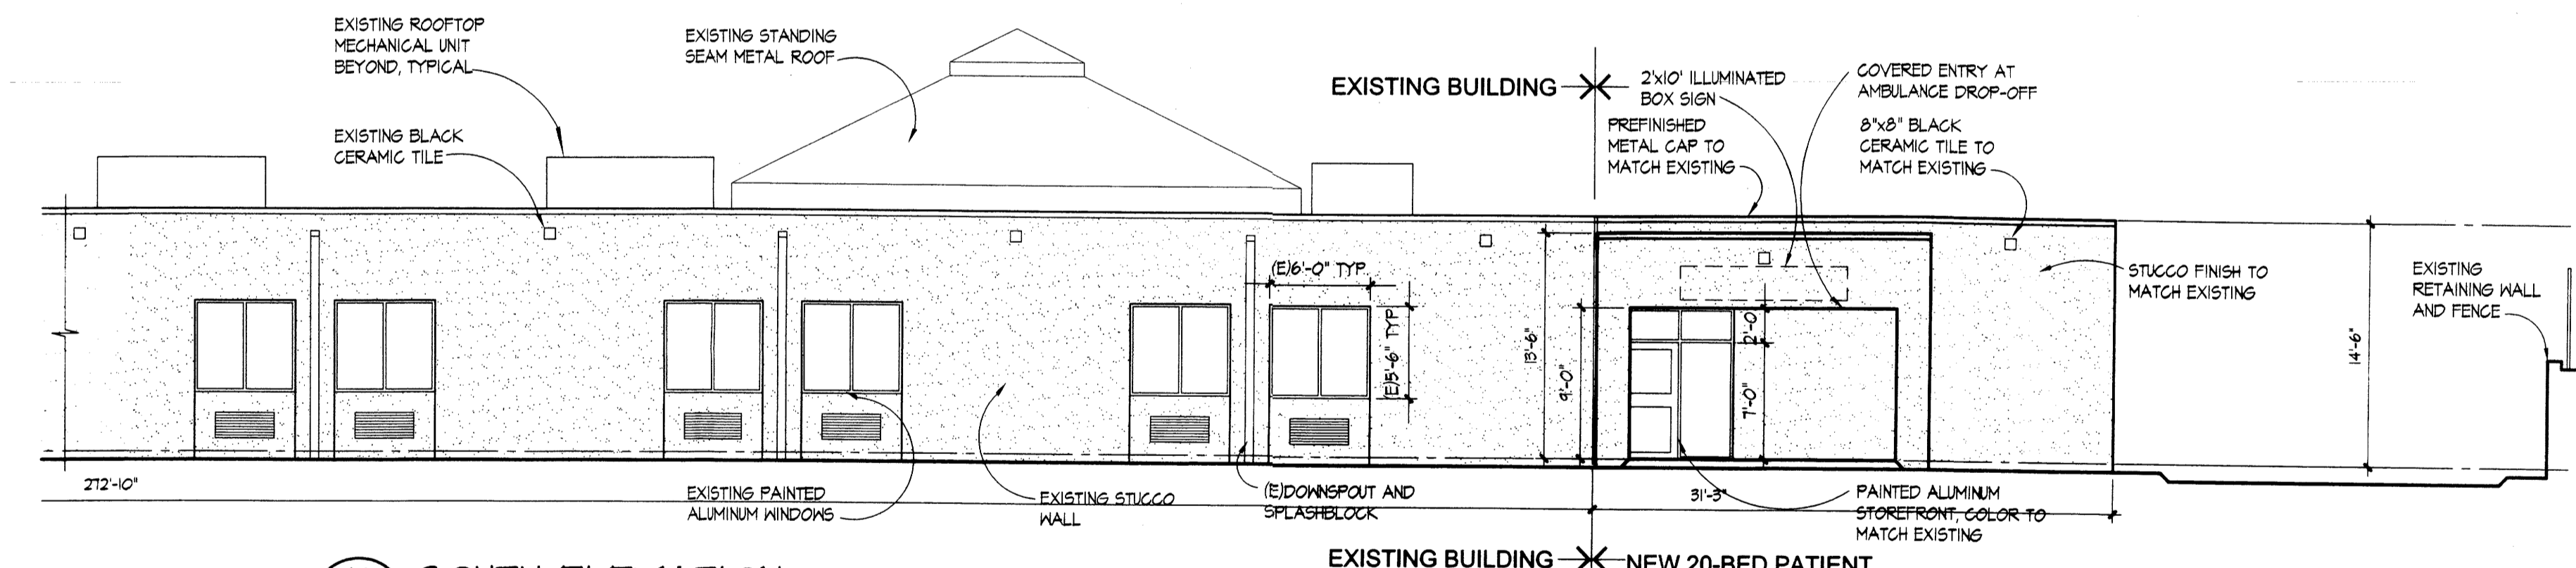 EXISTING ROOFTOP
MECHANICAL UNIT
BEYOND, TYPICAL
EXISTING STANDING
SEAM METAL ROOF
EXISTING BLACK
CERAMIC TILE
EXISTING BUILDING
2'x10' ILLUMINATED
BOX SIGN
COVERED ENTRY AT
AMBULANCE DROP-OFF
PREFINISHED
METAL CAP TO
MATCH EXISTING
8"x8" BLACK
CERAMIC TILE TO
MATCH EXISTING
(E)6'-0" TYP
(E)5'-6" TYP
13'-6"
9'-0"
2'-0
7'-0"
STUCCO FINISH TO
MATCH EXISTING
14'-6"
EXISTING
RETAINING WALL
AND FENCE
272'-10"
EXISTING PAINTED
ALUMINUM WINDOWS
EXISTING STUCCO
WALL
(E)DOWNSPOUT AND
SPLASHBLOCK
31'-3"
PAINTED ALUMINUM
STOREFRONT, COLOR TO
MATCH EXISTING
EXISTING BUILDING
NEW 20-BED PATIENT